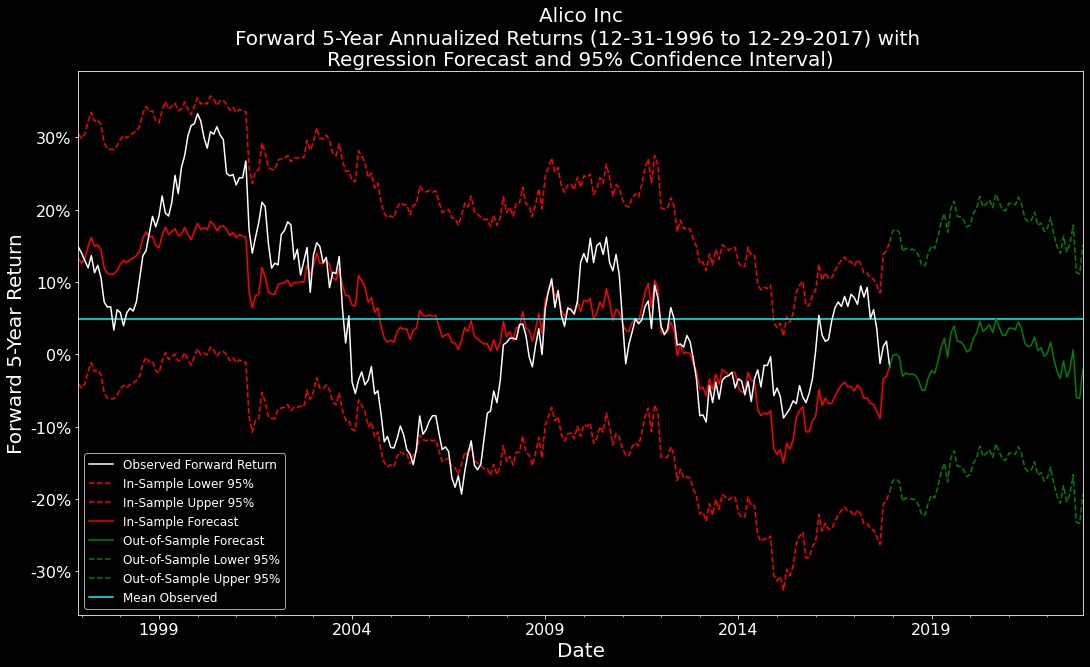 Alico Inc
Forward 5-Year Annualized Returns (12-31-1996 to 12-29-2017) with
Regression Forecast and 95% Confidence Interval)
Forward 5-Year Return
30%
20%
10%
0%
-10%
-20%
-30%
Observed Forward Return
In-Sample Lower 95%
In-Sample Upper 95%
In-Sample Forecast
Out-of-Sample Forecast
Out-of-Sample Lower 95%
Out-of-Sample Upper 95%
Mean Observed
1999
2004
2009
2014
2019
Date